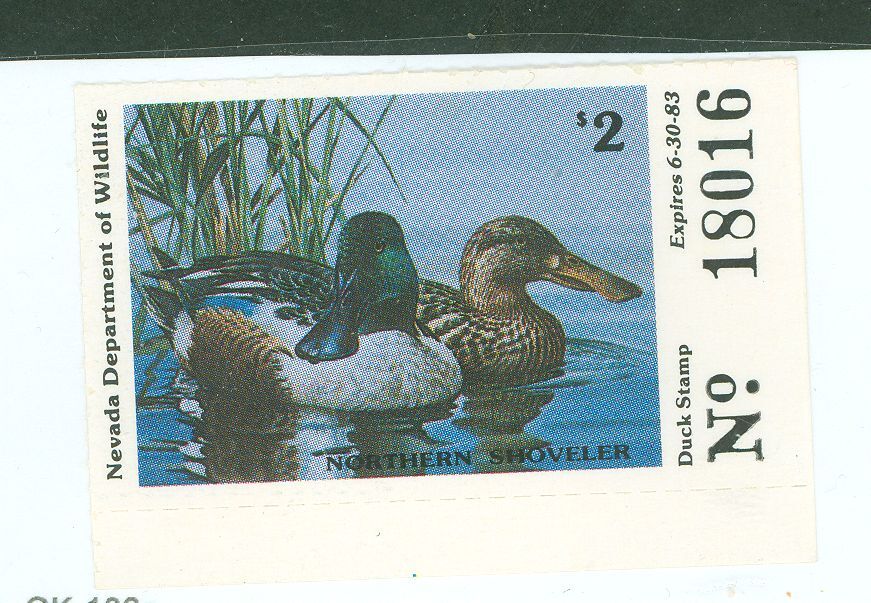 Nevada Department of Wildlife
$2
NORTHERN SHOVELER
Duck Stamp Expires 6-30-83
No. 18016